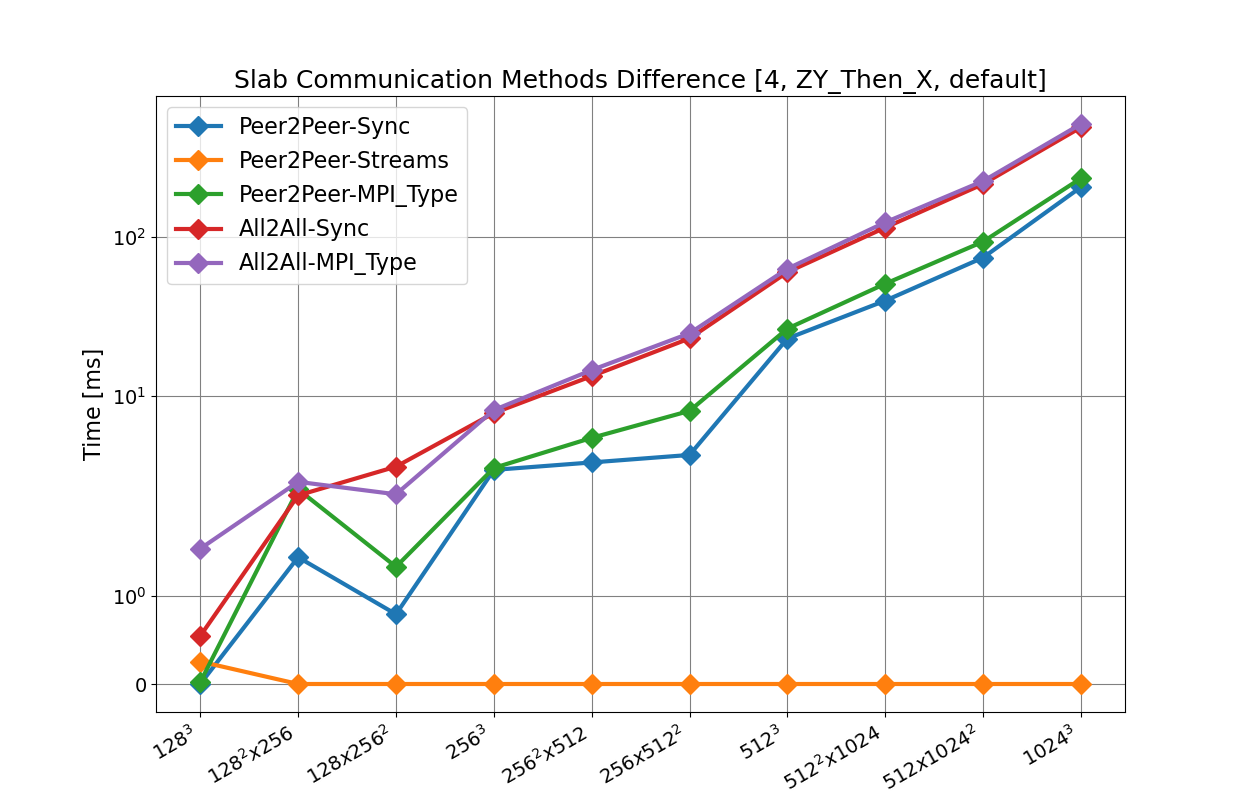 Slab Communication Methods Difference [4, ZY_Then_X, default]
Peer2Peer-Sync
Peer2Peer-Streams
Peer2Peer-MPI_Type
All2All-Sync
All2All-MPI_Type
Time [ms]
10²
10¹
10⁰
0
128³
128²x256
128x256²
256³
256²x512
256x512²
512³
512²x1024
512x1024²
1024³